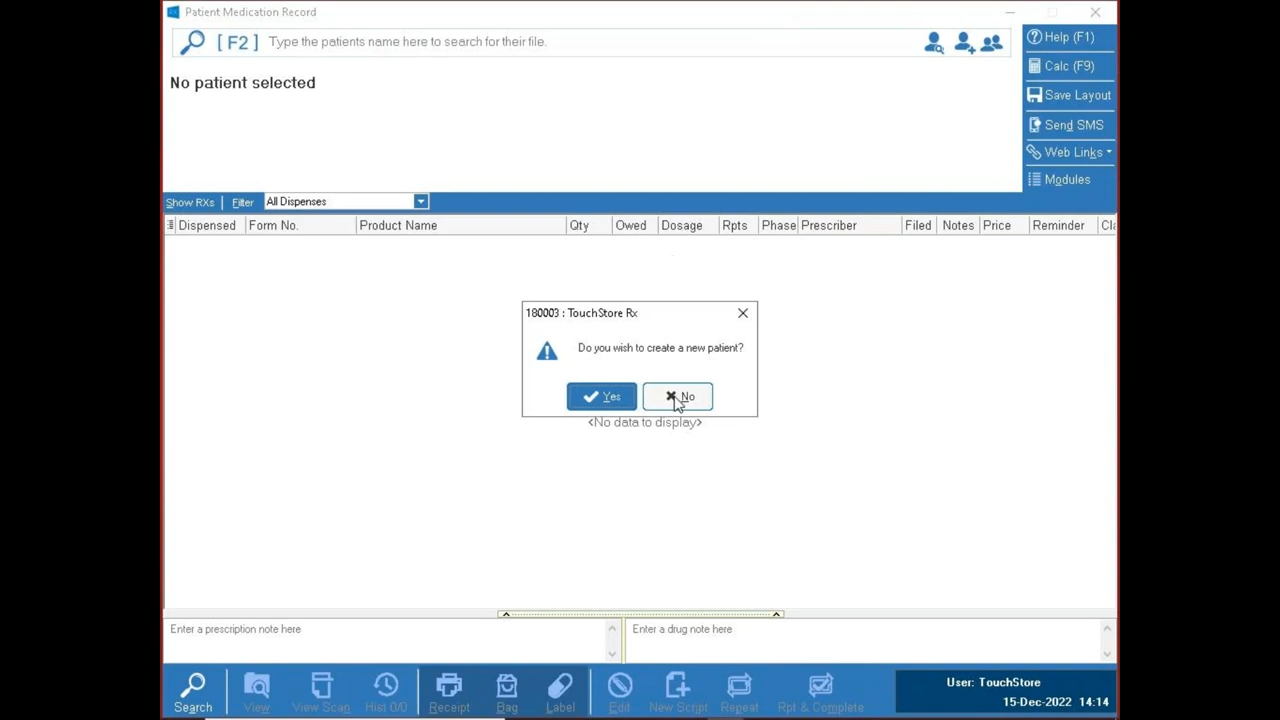 Patient Medication Record
[ F2 ] Type the patients name here to search for their file.
No patient selected
Help (F1)
Calc (F9)
Save Layout
Send SMS
Web Links
Modules
Show RXs Filter All Dispenses
Dispensed Form No. Product Name Qty Owed Dosage Rpts Phase Prescriber Filed Notes Price Reminder Cla
180003 : TouchStore Rx
Do you wish to create a new patient?
Yes No
<No data to display>
Enter a prescription note here Enter a drug note here
Search View View Scan Hist 0/0 Receipt Bag Label Edit New Script Repeat Rpt & Complete
User: TouchStore
15-Dec-2022 14:14